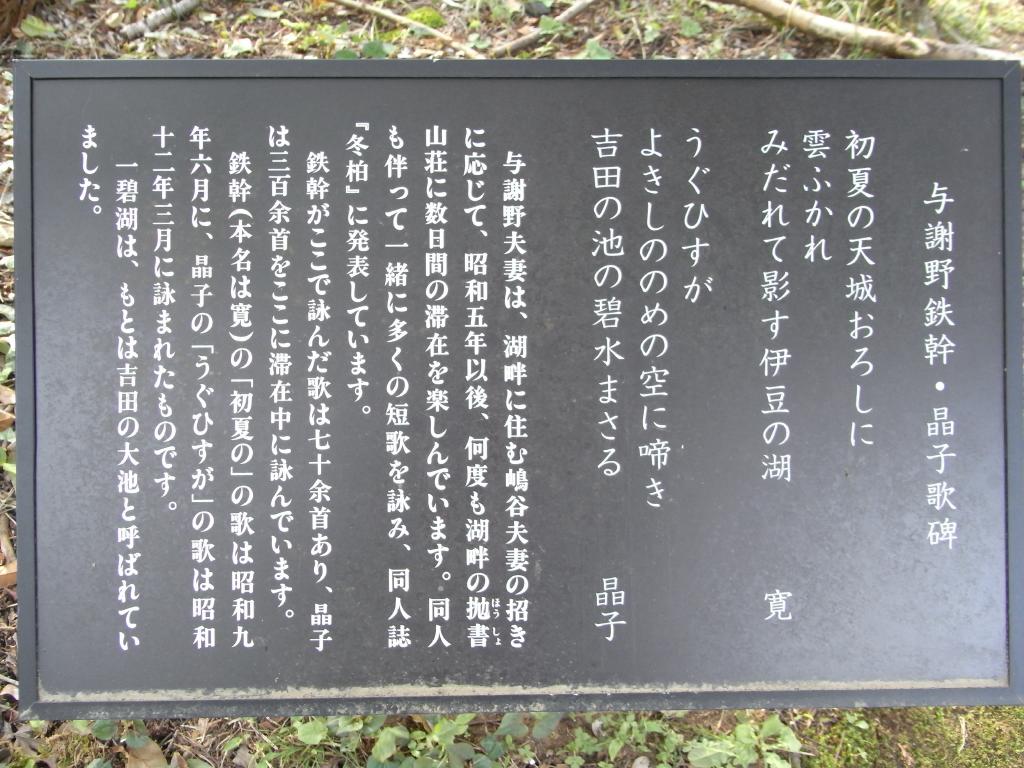 与謝野鉄幹・晶子歌碑
初夏の天城おろしに
雲ふかれ
みだれて影す伊豆の湖　寛
うぐひすが
よきしののめの空に啼き
吉田の池の碧水まさる　晶子
与謝野夫妻は、湖畔に住む嶋谷夫妻の招き
に応じて、昭和五年以後、何度も湖畔の抛書
ほうしょ
山荘に数日間の滞在を楽しんでいます。同人
も伴って一緒に多くの短歌を詠み、同人誌
『冬柏』に発表しています。
鉄幹がここで詠んだ歌は七十余首あり、晶子
は三百余首をここに滞在中に詠んでいます。
鉄幹(本名は寛)の「初夏の」の歌は昭和九
年六月に、晶子の「うぐひすが」の歌は昭和
十二年三月に詠まれたものです。
一碧湖は、もとは吉田の大池と呼ばれてい
ました。